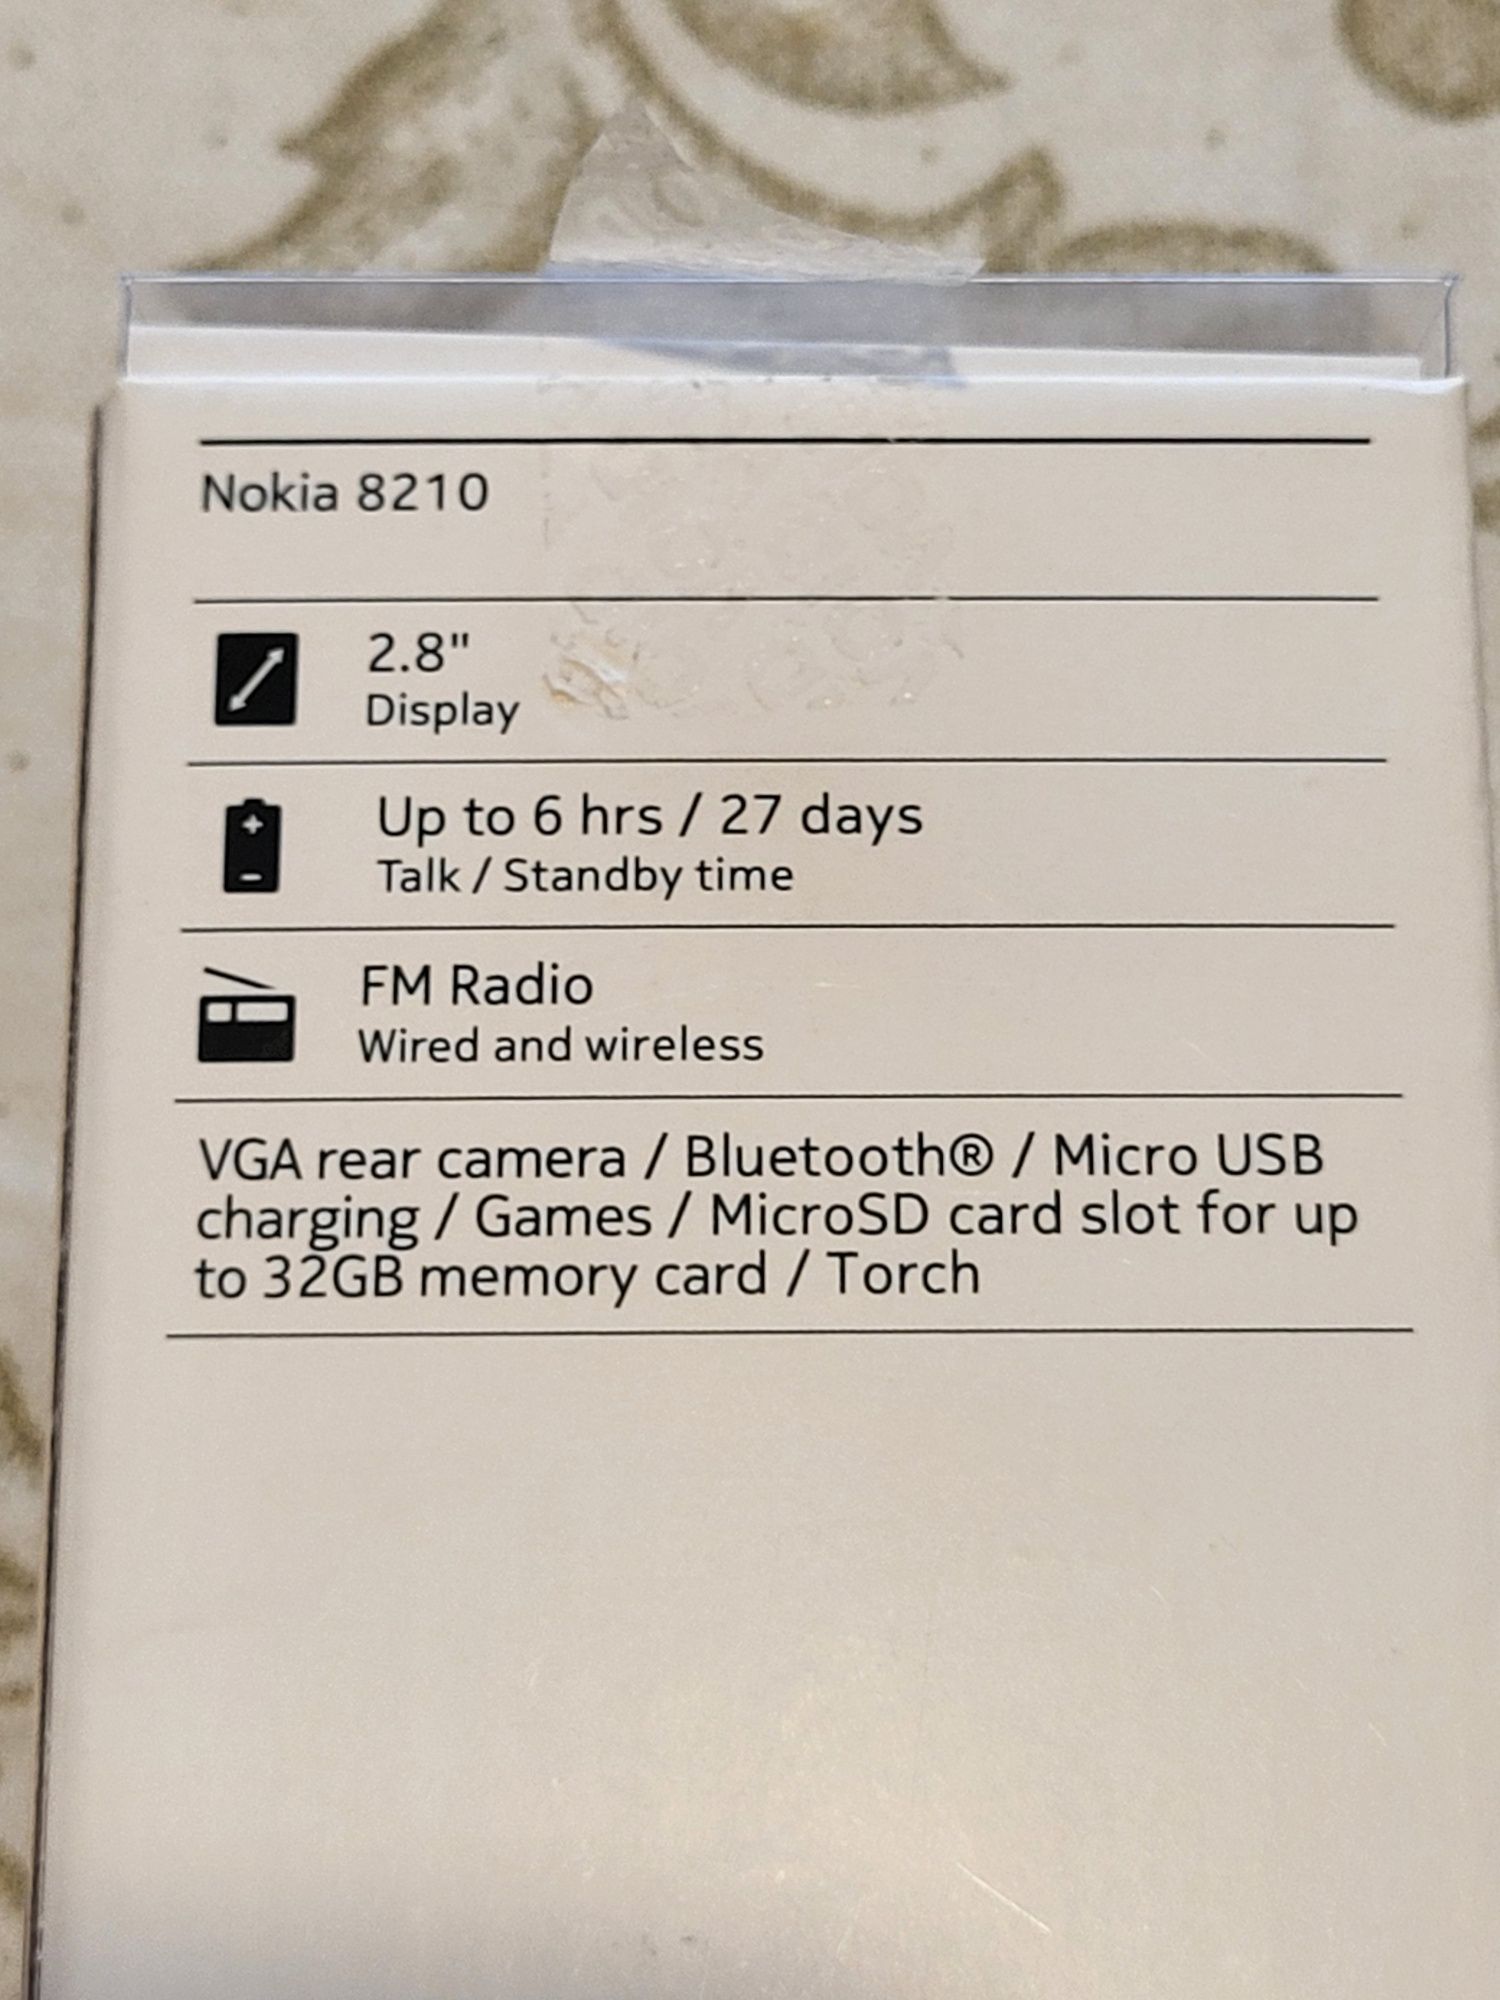 Nokia 8210
2.8"
Display
Up to 6 hrs / 27 days
Talk / Standby time
FM Radio
Wired and wireless
VGA rear camera / Bluetooth® / Micro USB
charging / Games / MicroSD card slot for up
to 32GB memory card / Torch